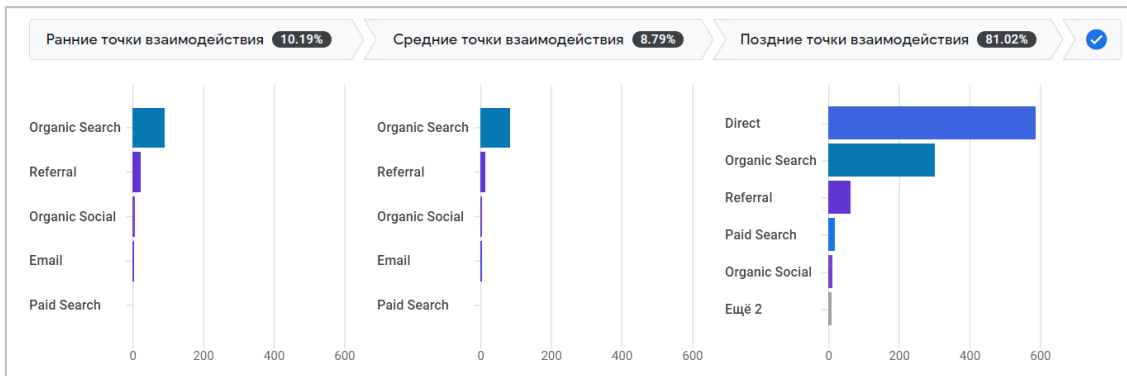 Ранние точки взаимодействия 10.19%
Средние точки взаимодействия 8.79%
Поздние точки взаимодействия 81.02%
Organic Search
Referral
Organic Social
Email
Paid Search
0 200 400 600
Organic Search
Referral
Organic Social
Email
Paid Search
0 200 400 600
Direct
Organic Search
Referral
Paid Search
Organic Social
Ещё 2
0 200 400 600